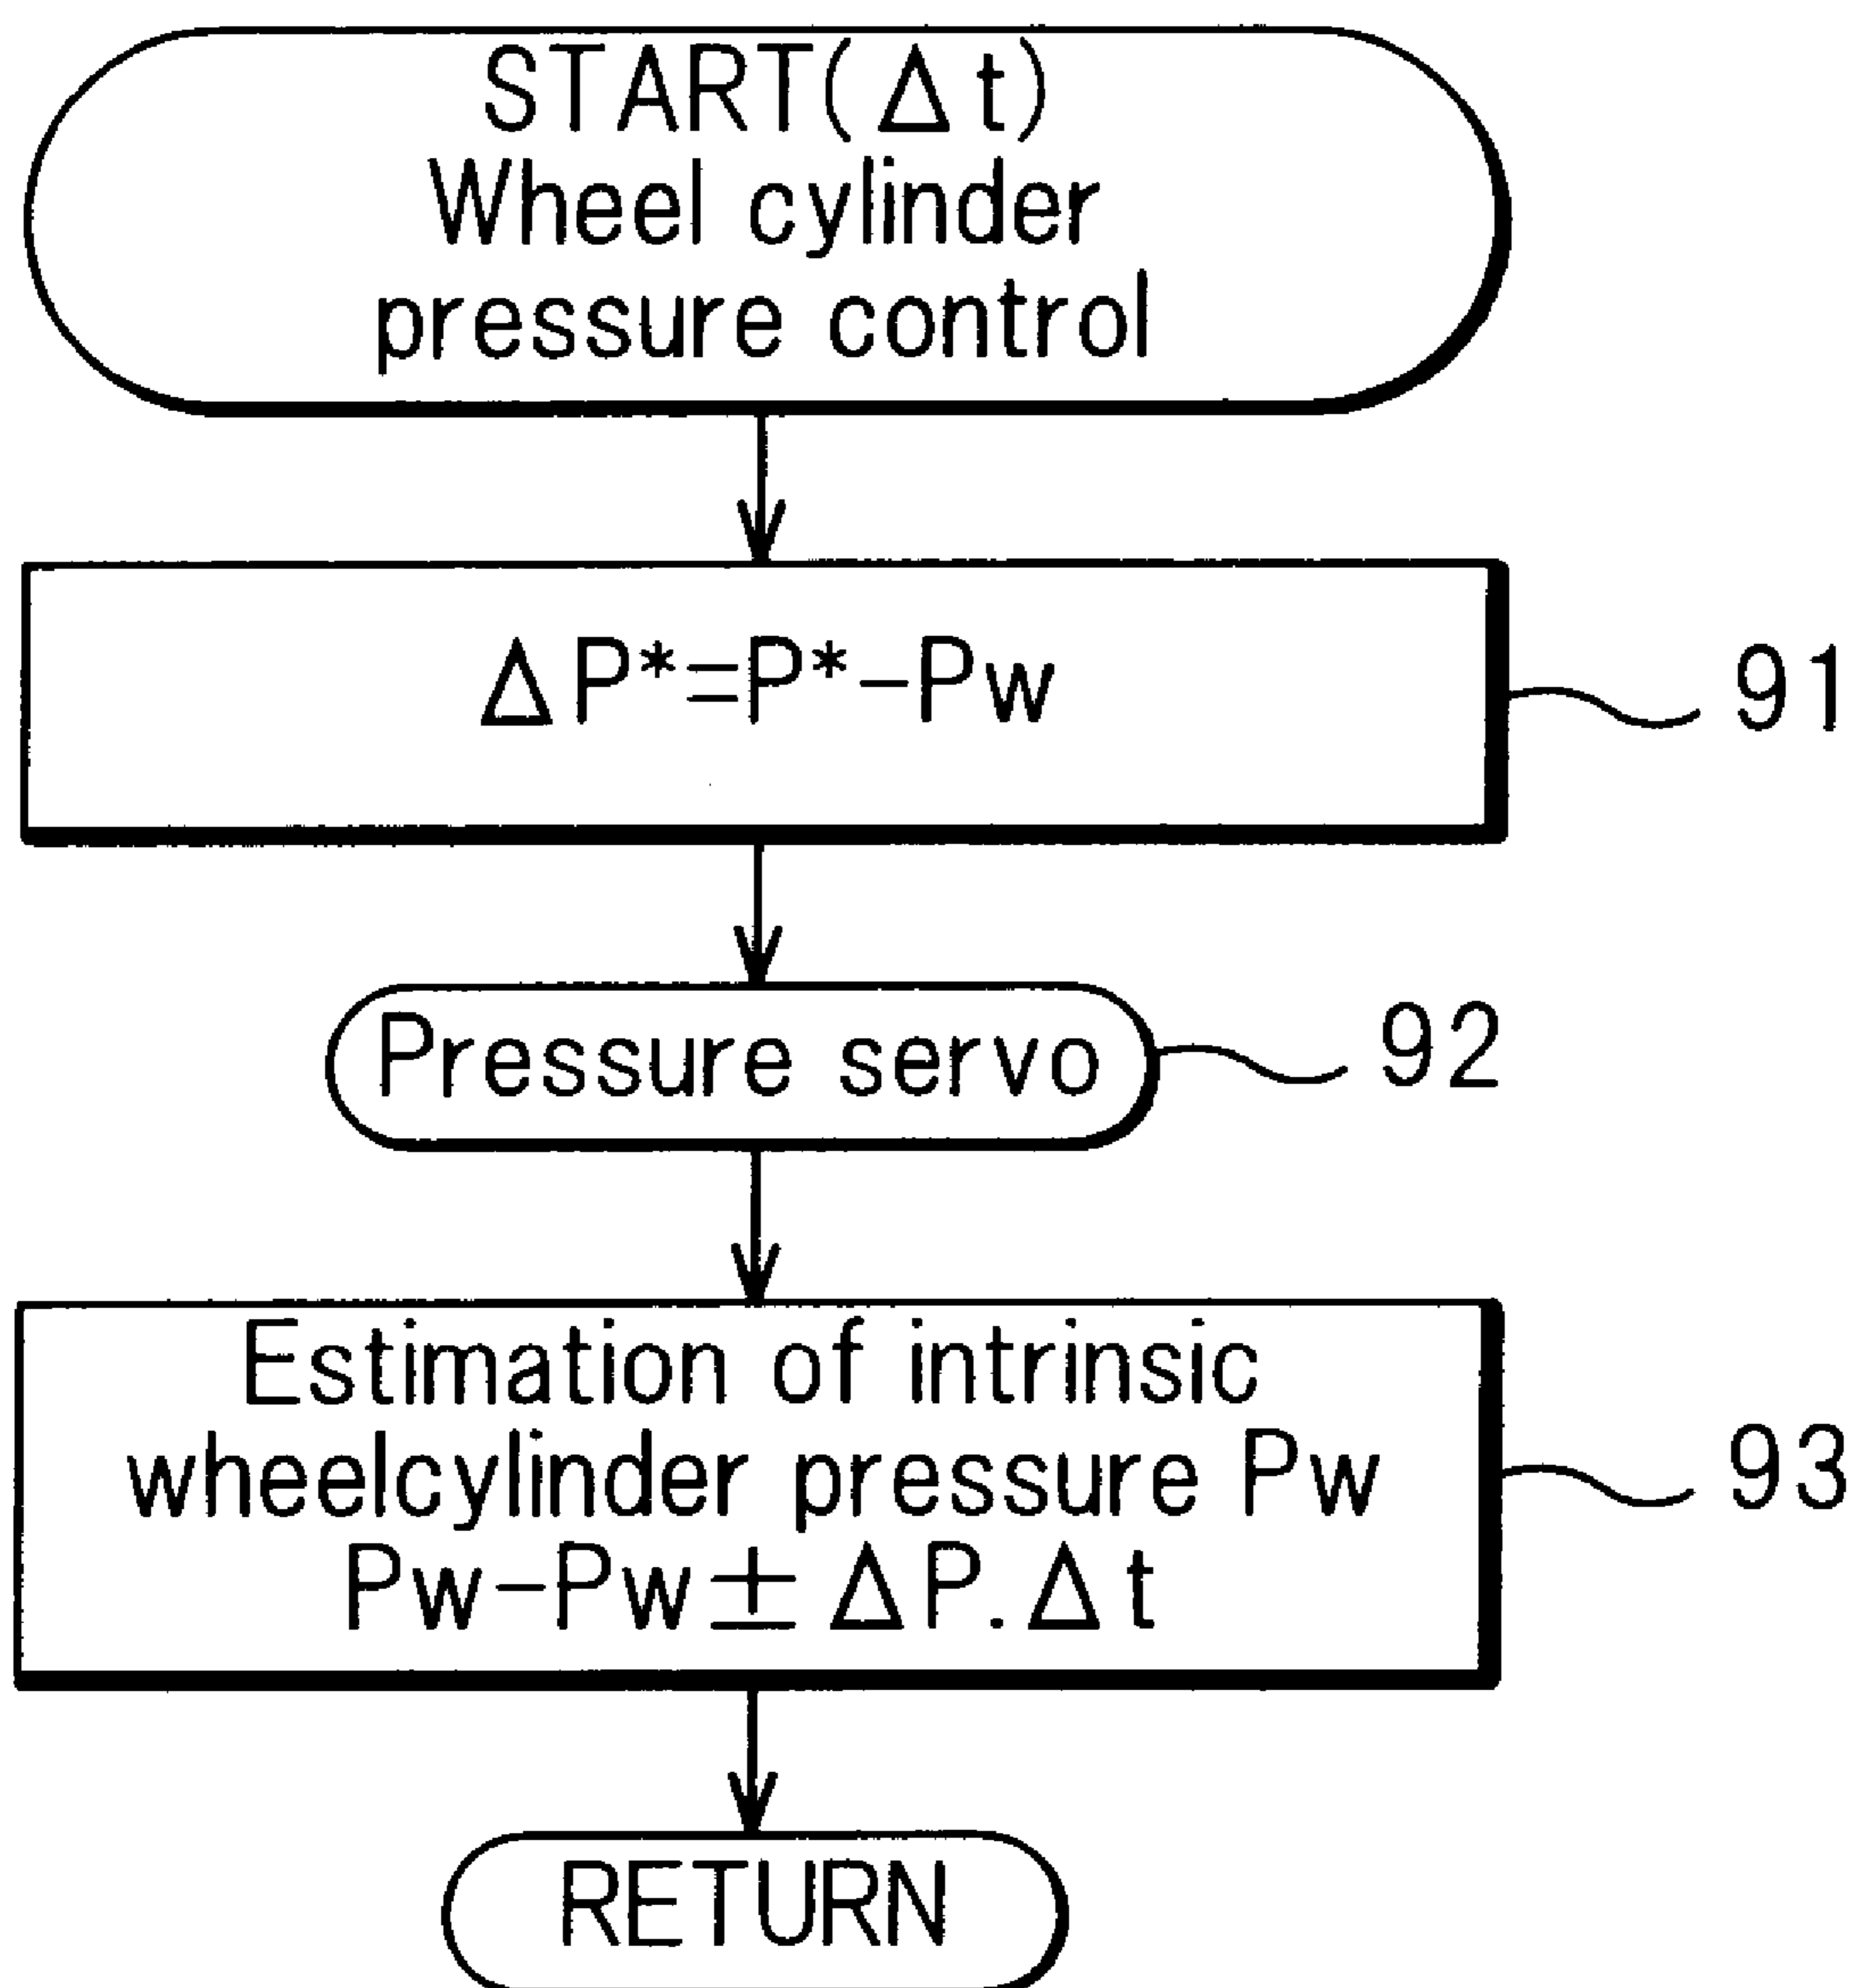 START(Δt)
Wheel cylinder
pressure control
ΔP*=P*-Pw
91
Pressure servo
92
Estimation of intrinsic
wheelcylinder pressure Pw
Pw-Pw±ΔP.Δt
93
RETURN